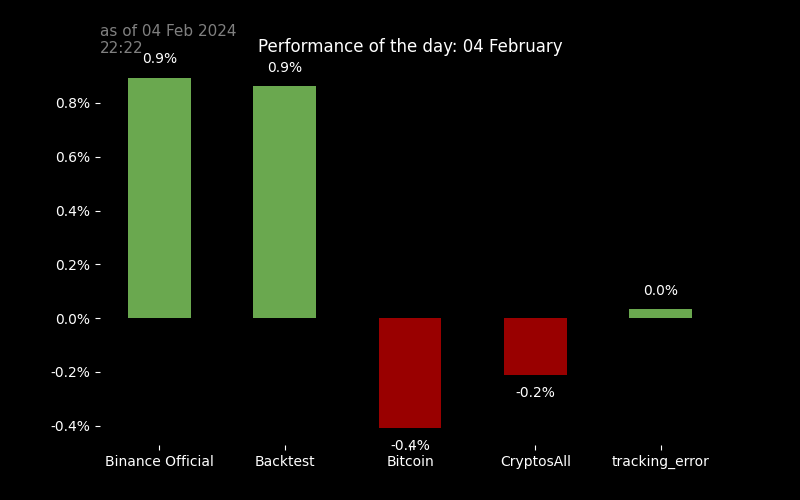 as of 04 Feb 2024
22:22
Performance of the day: 04 February
0.9%
0.9%
0.8%
0.6%
0.4%
0.2%
0.0%
0.0%
-0.2%
-0.2%
-0.4%
-0.4%
Binance Official
Backtest
Bitcoin
CryptosAll
tracking_error